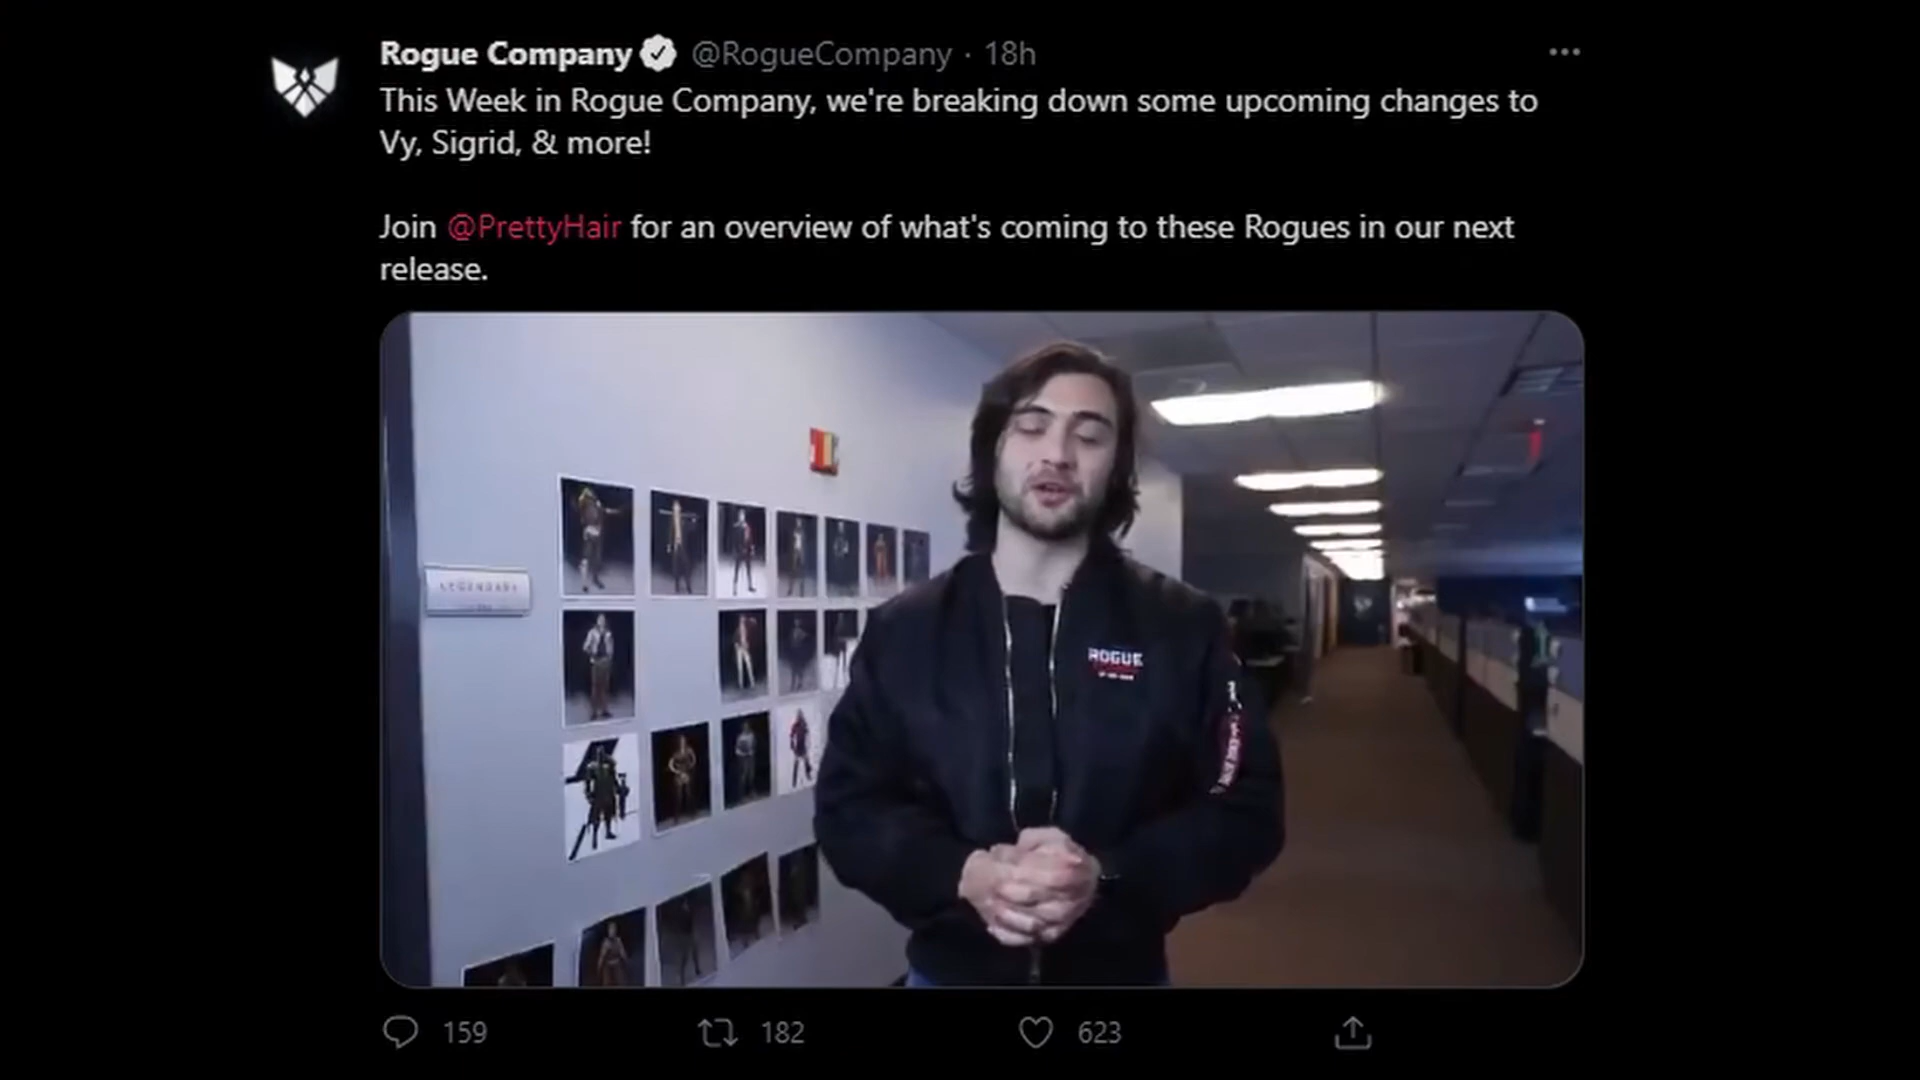 Rogue Company @RogueCompany · 18h
This Week in Rogue Company, we're breaking down some upcoming changes to
Vy, Sigrid, & more!
Join @PrettyHair for an overview of what's coming to these Rogues in our next
release.
LEGENDARY
ROGUE
159 182 623